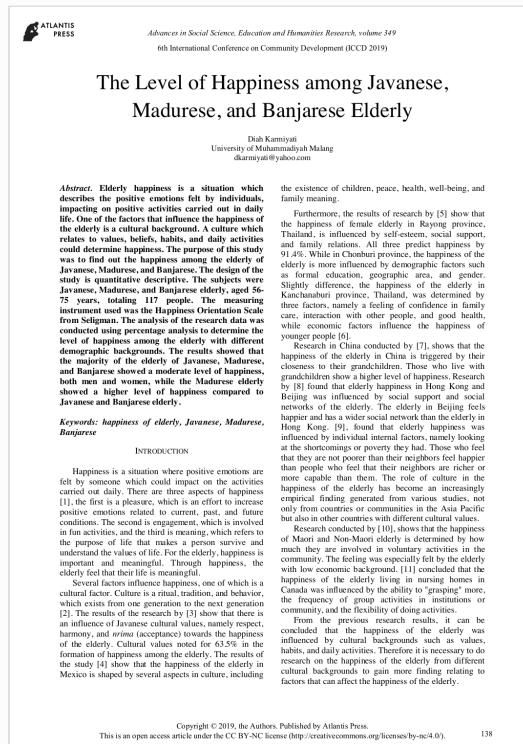 ATLANTIS
PRESS
Advances in Social Science, Education and Humanities Research, volume 349
6th International Conference on Community Development (ICCD 2019)
The Level of Happiness among Javanese,
Madurese, and Banjarese Elderly
Diah Karmiyati
University of Muhammadiyah Malang
dkarmiyati@yahoo.com
Abstract. Elderly happiness is a situation which
describes the positive emotions felt by individuals,
impacting on positive activities carried out in daily
life. One of the factors that influence the happiness of
the elderly is a cultural background. A culture which
relates to values, beliefs, habits, and daily activities
could determine happiness. The purpose of this study
was to find out the happiness among the elderly of
Javanese, Madurese, and Banjarese. The design of the
study is quantitative descriptive. The subjects were
Javanese, Madurese, and Banjarese elderly, aged 56-
75 years, totaling 117 people. The measuring
instrument used was the Happiness Orientation Scale
from Seligman. The analysis of the research data was
conducted using percentage analysis to determine the
level of happiness among the elderly with different
demographic backgrounds. The results showed that
the majority of the elderly of Javanese, Madurese,
and Banjarese showed a moderate level of happiness,
both men and women, while the Madurese elderly
showed a higher level of happiness compared to
Javanese and Banjarese elderly.
Keywords: happiness of elderly, Javanese, Madurese,
Banjarese
INTRODUCTION
Happiness is a situation where positive emotions are
felt by someone which could impact on the activities
carried out daily. There are three aspects of happiness
[1], the first is a pleasure, which is an effort to increase
positive emotions related to current, past, and future
conditions. The second is engagement, which is involved
in fun activities, and the third is meaning, which refers to
the purpose of life that makes a person survive and
understand the values of life. For the elderly, happiness is
important and meaningful. Through happiness, the
elderly feel that their life is meaningful.
Several factors influence happiness, one of which is a
cultural factor. Culture is a ritual, tradition, and behavior,
which exists from one generation to the next generation
[2]. The results of the research by [3] show that there is
an influence of Javanese cultural values, namely respect,
harmony, and nrima (acceptance) towards the happiness
of the elderly. Cultural values noted for 63.5% in the
formation of happiness among the elderly. The results of
the study [4] show that the happiness of the elderly in
Mexico is shaped by several aspects in culture, including
the existence of children, peace, health, well-being, and
family meaning.
Furthermore, the results of research by [5] show that
the happiness of female elderly in Rayong province,
Thailand, is influenced by self-esteem, social support,
and family relations. All three predict happiness by
91.4%. While in Chonburi province, the happiness of the
elderly is more influenced by demographic factors such
as formal education, geographic area, and gender.
Slightly difference, the happiness of the elderly in
Kanchanaburi province, Thailand, was determined by
three factors, namely a feeling of confidence in family
care, interaction with other people, and good health,
while economic factors influence the happiness of
younger people [6].
Research in China conducted by [7], shows that the
happiness of the elderly in China is triggered by their
closeness to their grandchildren. Those who live with
grandchildren show a higher level of happiness. Research
by [8] found that elderly happiness in Hong Kong and
Beijing was influenced by social support and social
networks of the elderly. The elderly in Beijing feels
happier and has a wider social network than the elderly in
Hong Kong. [9], found that elderly happiness was
influenced by individual internal factors, namely looking
at the shortcomings or poverty they had. Those who feel
that they are not poorer than their neighbors feel happier
than people who feel that their neighbors are richer or
more capable than them. The role of culture in the
happiness of the elderly has become an increasingly
empirical finding generated from various studies, not
only from countries or communities in the Asia Pacific
but also in other countries with different cultural values.
Research conducted by [10], shows that the happiness
of Maori and Non-Maori elderly is determined by how
much they are involved in voluntary activities in the
community. The feeling was especially felt by the elderly
with low economic background. [11] concluded that the
happiness of the elderly living in nursing homes in
Canada was influenced by the ability to "grasping" more,
the frequency of group activities in institutions or
community, and the flexibility of doing activities.
From the previous research results, it can be
concluded that the happiness of the elderly was
influenced by cultural backgrounds such as values,
habits, and daily activities. Therefore it is necessary to do
research on the happiness of the elderly from different
cultural backgrounds to gain more finding relating to
factors that can affect the happiness of the elderly.
Copyright © 2019, the Authors. Published by Atlantis Press.
This is an open access article under the CC BY-NC license (http://creativecommons.org/licenses/by-nc/4.0/).
138